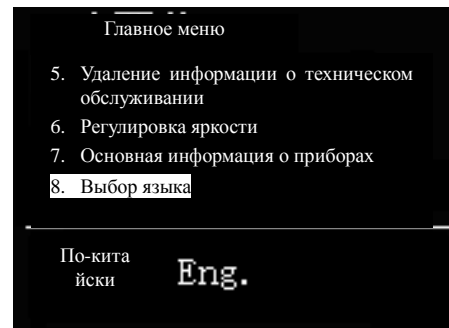 Главное меню
5. Удаление информации о техническом
обслуживании
6. Регулировка яркости
7. Основная информация о приборах
8. Выбор языка
По-кита
йски
Eng.